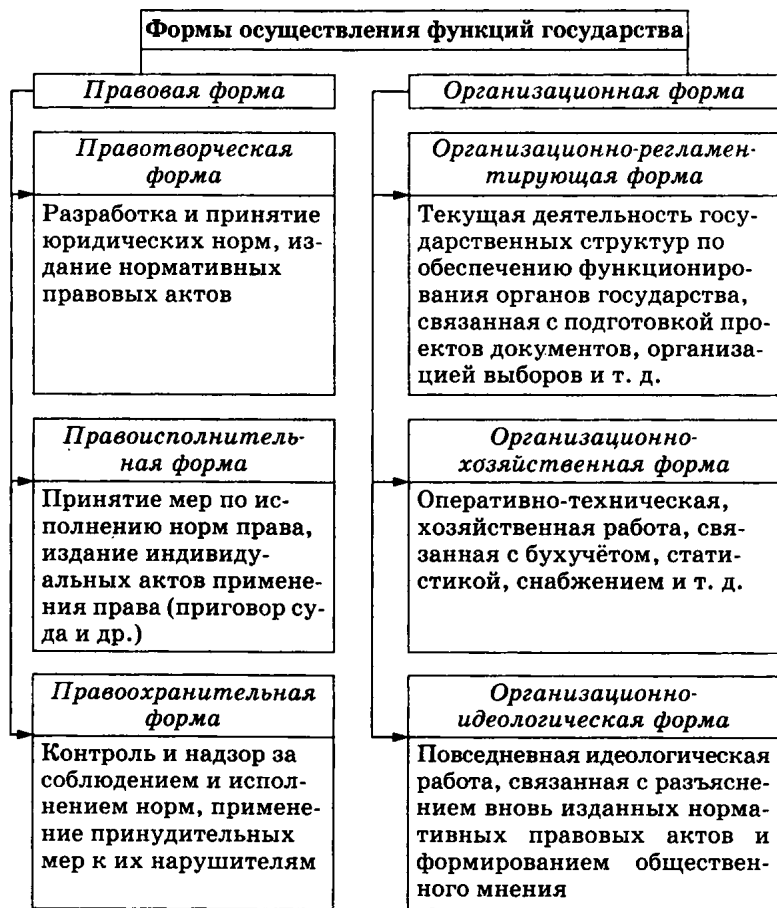 Формы осуществления функций государства
Правовая форма
Правотворческая
форма
Разработка и принятие
юридических норм, из-
дание нормативных
правовых актов
Правоисполнитель-
ная форма
Принятие мер по ис-
полнению норм права,
издание индивиду-
альных актов примене-
ния права (приговор су-
да и др.)
Правоохранительная
форма
Контроль и надзор за
соблюдением и испол-
нением норм, примене-
ние принудительных
мер к их нарушителям
Организационная форма
Организационно-регламен-
тирующая форма
Текущая деятельность госу-
дарственных структур по
обеспечению функциониро-
вания органов государства,
связанная с подготовкой про-
ектов документов, организа-
цией выборов и т. д.
Организационно-
хозяйственная форма
Оперативно-техническая,
хозяйственная работа, свя-
занная с бухучётом, стати-
стикой, снабжением и т. д.
Организационно-
идеологическая форма
Повседневная идеологическая
работа, связанная с разъясне-
нием вновь изданных норма-
тивных правовых актов и
формированием обществен-
ного мнения